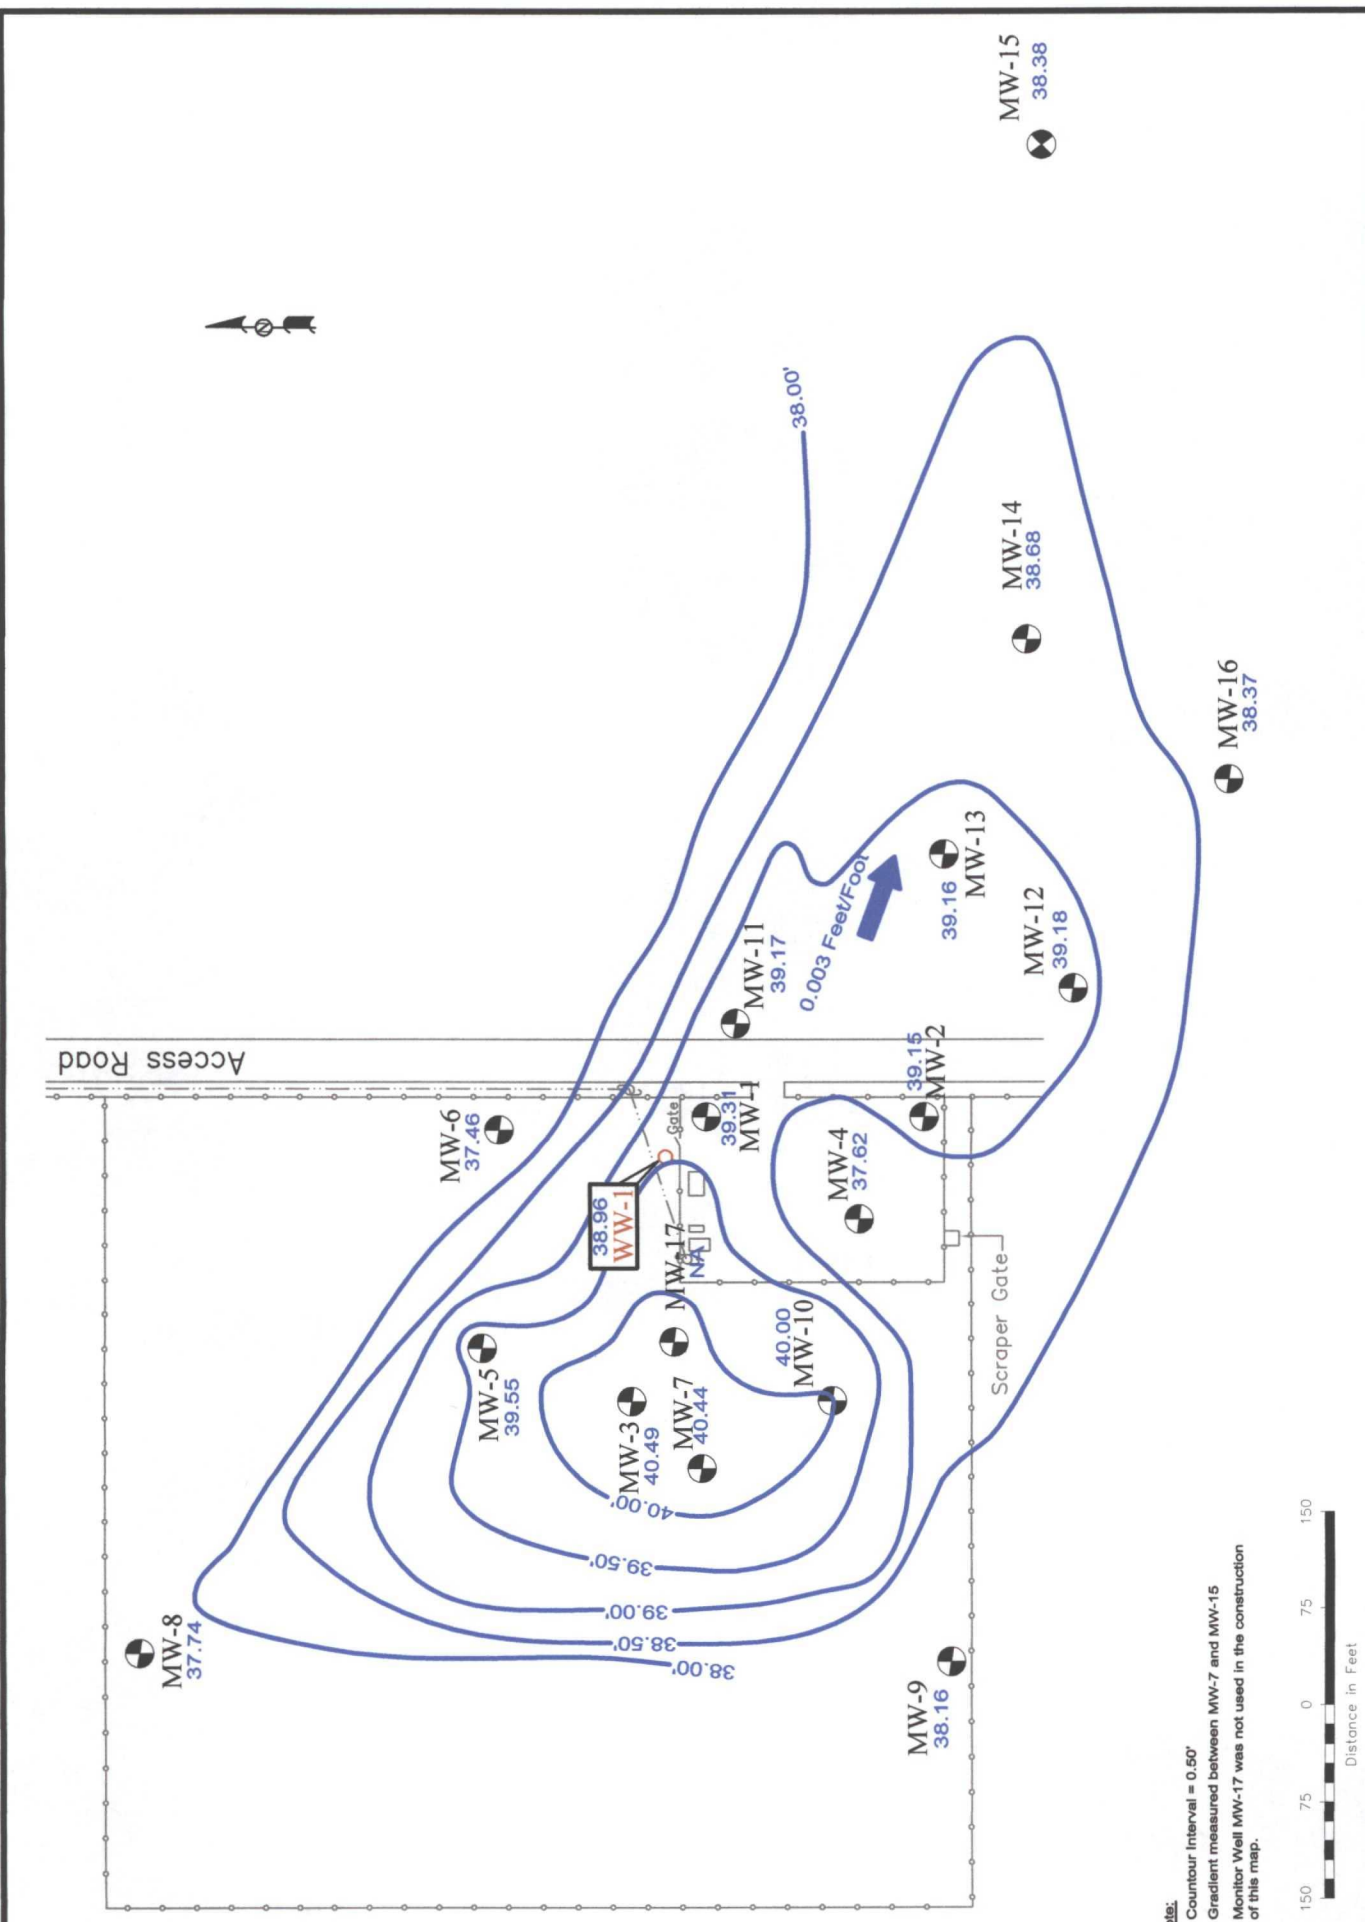 MW-15
38.38
N
38.00'
MW-14
38.68
MW-16
38.37
MW-13
39.16
MW-12
39.18
0.003 Feet/Foot
MW-11
39.17
Access Road
MW-6
37.46
39.15
MW-2
Gate
39.31
MW-1
MW-4
37.62
38.96
WW-1
MW-17
NA
Scraper Gate
MW-5
39.55
40.00
MW-10
MW-3
40.49
MW-7
40.44
40.00'
39.50'
39.00'
38.50'
38.00'
MW-8
37.74
MW-9
38.16
Countour Interval = 0.50'
Gradient measured between MW-7 and MW-15
Monitor Well MW-17 was not used in the construction
of this map.
150 75 0 75 150
Distance in Feet